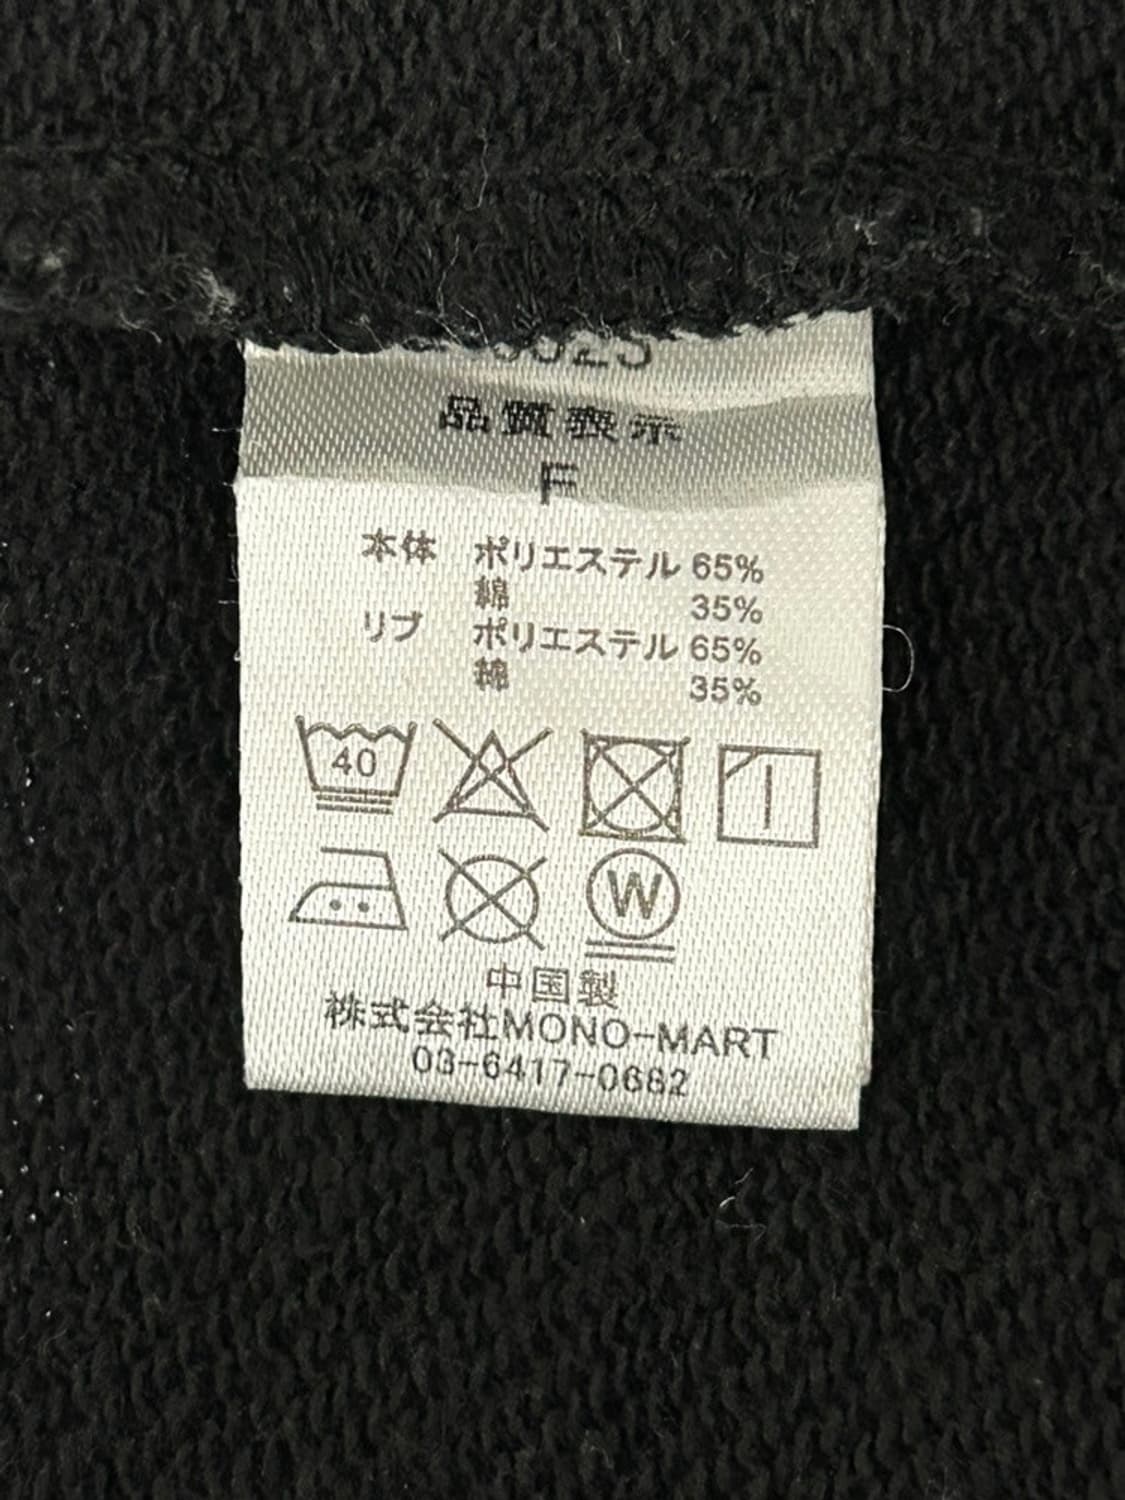 品質表示
F
本体 ポリエステル 65%
綿 35%
リブ ポリエステル 65%
綿 35%
40
W
中国製
株式会社MONO-MART
03-6417-0682